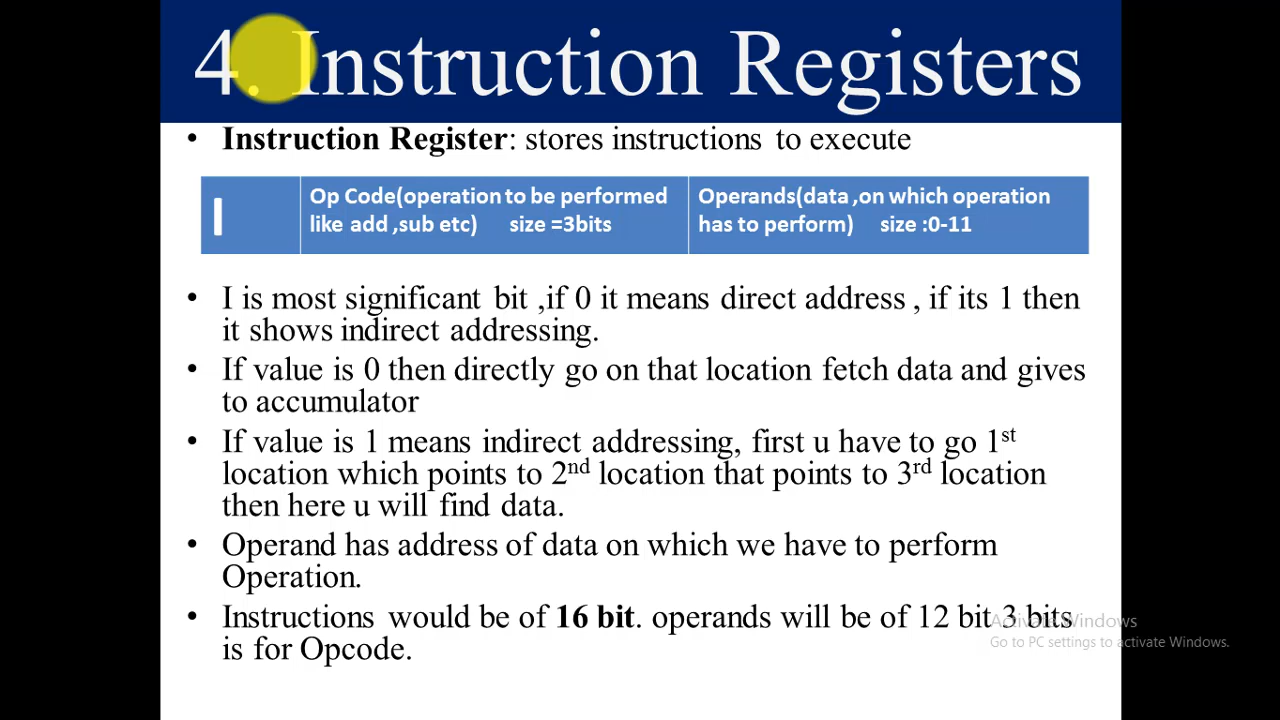 4. Instruction Registers
• Instruction Register: stores instructions to execute
I
Op Code(operation to be performed
like add ,sub etc) size =3bits
Operands(data ,on which operation
has to perform) size :0-11
• I is most significant bit ,if 0 it means direct address , if its 1 then
it shows indirect addressing.
• If value is 0 then directly go on that location fetch data and gives
to accumulator
• If value is 1 means indirect addressing, first u have to go 1st
location which points to 2nd location that points to 3rd location
then here u will find data.
• Operand has address of data on which we have to perform
Operation.
• Instructions would be of 16 bit. operands will be of 12 bit 3 bits
is for Opcode.
Activate Windows
Go to PC settings to activate Windows.